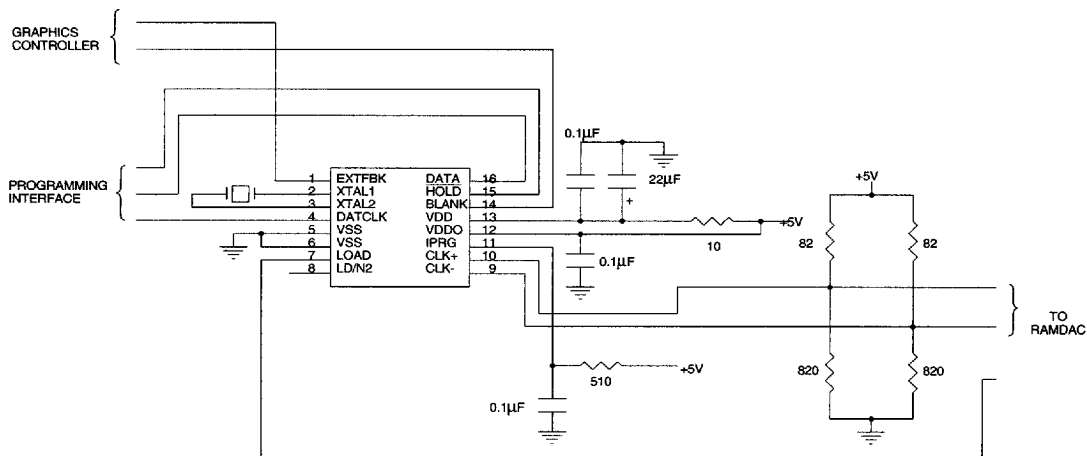 GRAPHICS
CONTROLLER
PROGRAMMING
INTERFACE
0.1µF
22µF
+
1 EXTFBK DATA 16
2 XTAL1 HOLD 15
3 XTAL2 BLANK 14
4 DATCLK VDD 13
5 VSS VDDO 12
6 VSS IPRG 11
7 LOAD CLK+ 10
8 LD/N2 CLK- 9
10
+5V
0.1µF
+5V
82
82
TO
RAMDAC
510
+5V
820
820
0.1µF